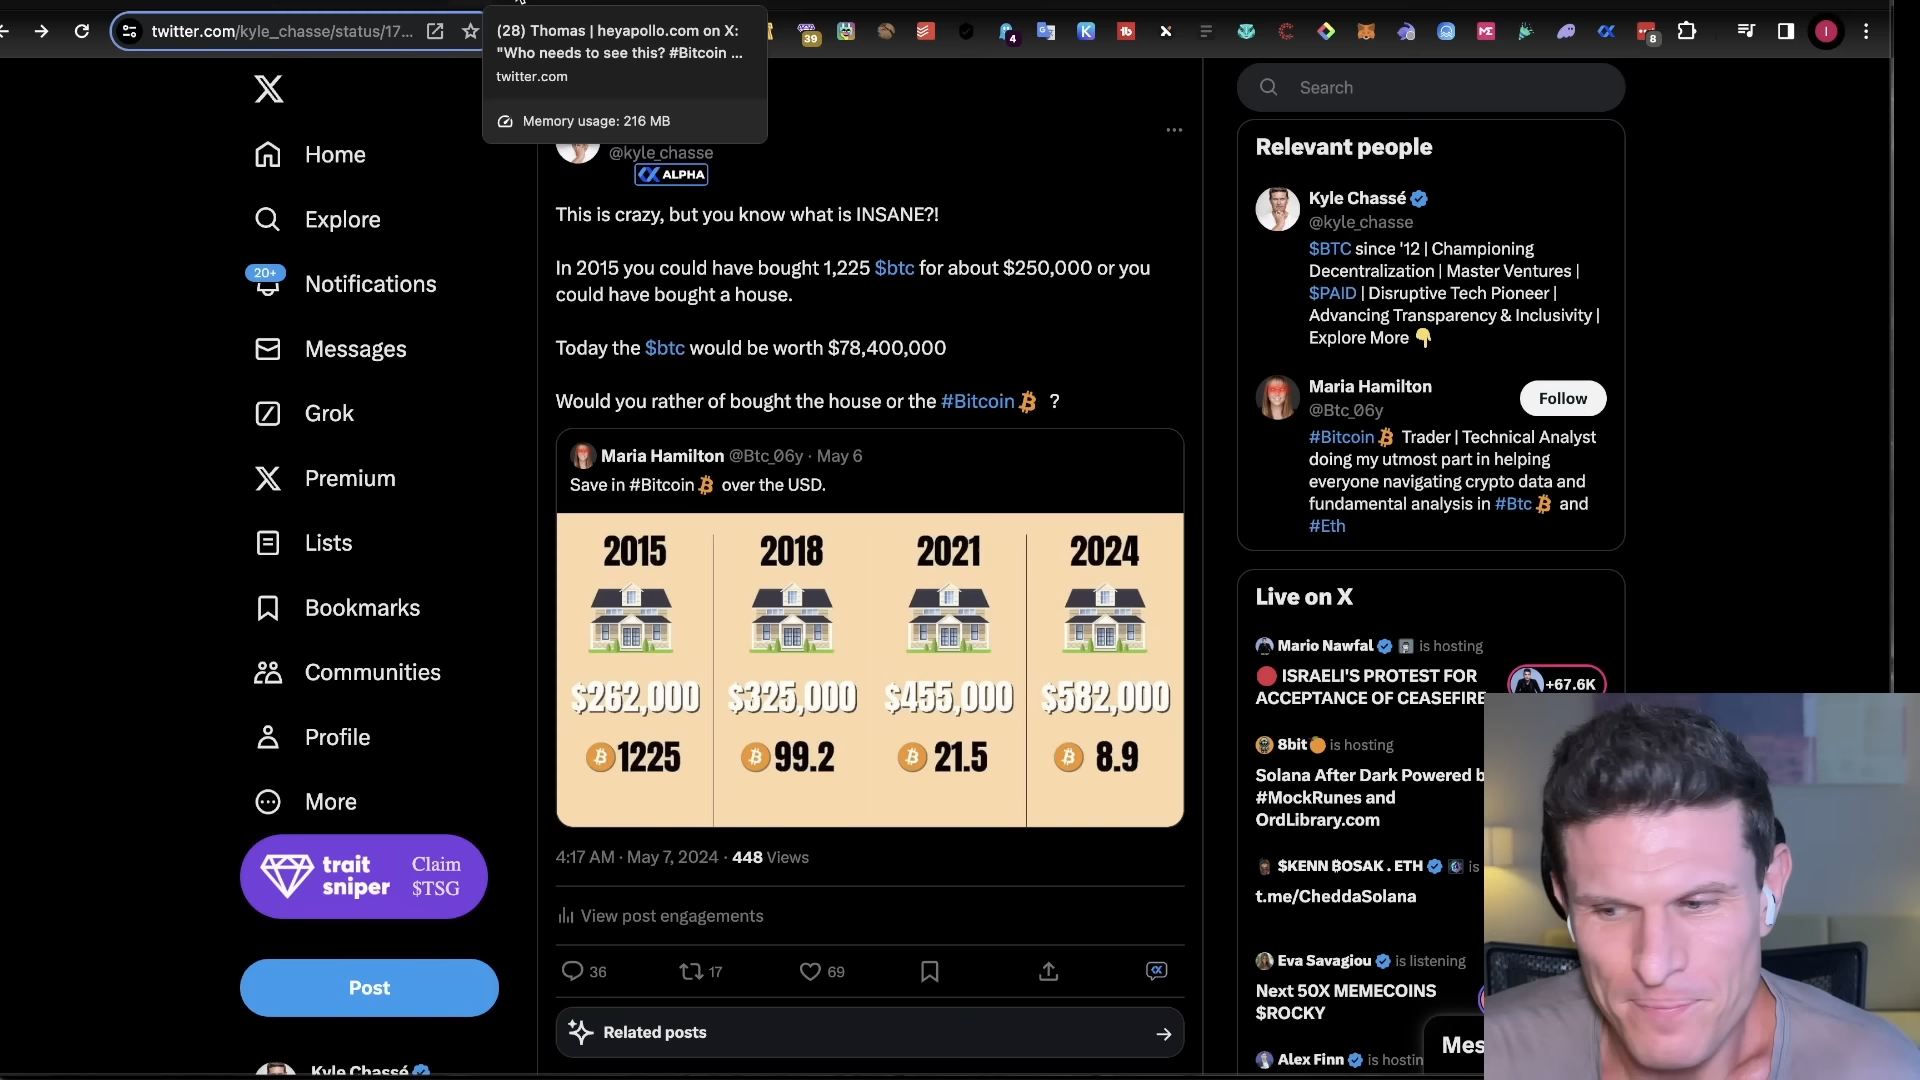 twitter.com/kyle_chasse/status/17...
(28) Thomas | heyapollo.com on X:
"Who needs to see this? #Bitcoin ...
twitter.com
Memory usage: 216 MB
39
4
8
I
Home
Explore
20+
Notifications
Messages
Grok
Premium
Lists
Bookmarks
Communities
Profile
More
trait sniper
Claim $TSG
Post
Kyle Chassé
@kyle_chasse
ALPHA
This is crazy, but you know what is INSANE?!
In 2015 you could have bought 1,225 $btc for about $250,000 or you
could have bought a house.
Today the $btc would be worth $78,400,000
Would you rather of bought the house or the #Bitcoin ?
Maria Hamilton @Btc_06y · May 6
Save in #Bitcoin over the USD.
2015 2018 2021 2024
$262,000 $325,000 $455,000 $582,000
1225 99.2 21.5 8.9
4:17 AM · May 7, 2024 · 448 Views
View post engagements
36 17 69
Related posts
Search
Relevant people
Kyle Chassé
@kyle_chasse
$BTC since '12 | Championing
Decentralization | Master Ventures |
$PAID | Disruptive Tech Pioneer |
Advancing Transparency & Inclusivity |
Explore More 👇
Maria Hamilton
@Btc_06y
Follow
#Bitcoin Trader | Technical Analyst
doing my utmost part in helping
everyone navigating crypto data and
fundamental analysis in #Btc and
#Eth
Live on X
Mario Nawfal is hosting
ISRAELI'S PROTEST FOR
ACCEPTANCE OF CEASEFIRE
+67.6K
8bit is hosting
Solana After Dark Powered b
#MockRunes and
OrdLibrary.com
$KENN ₿OSAK . ETH is
t.me/CheddaSolana
Eva Savagiou is listening
Next 50X MEMECOINS
$ROCKY
Alex Finn is hostin
Mes